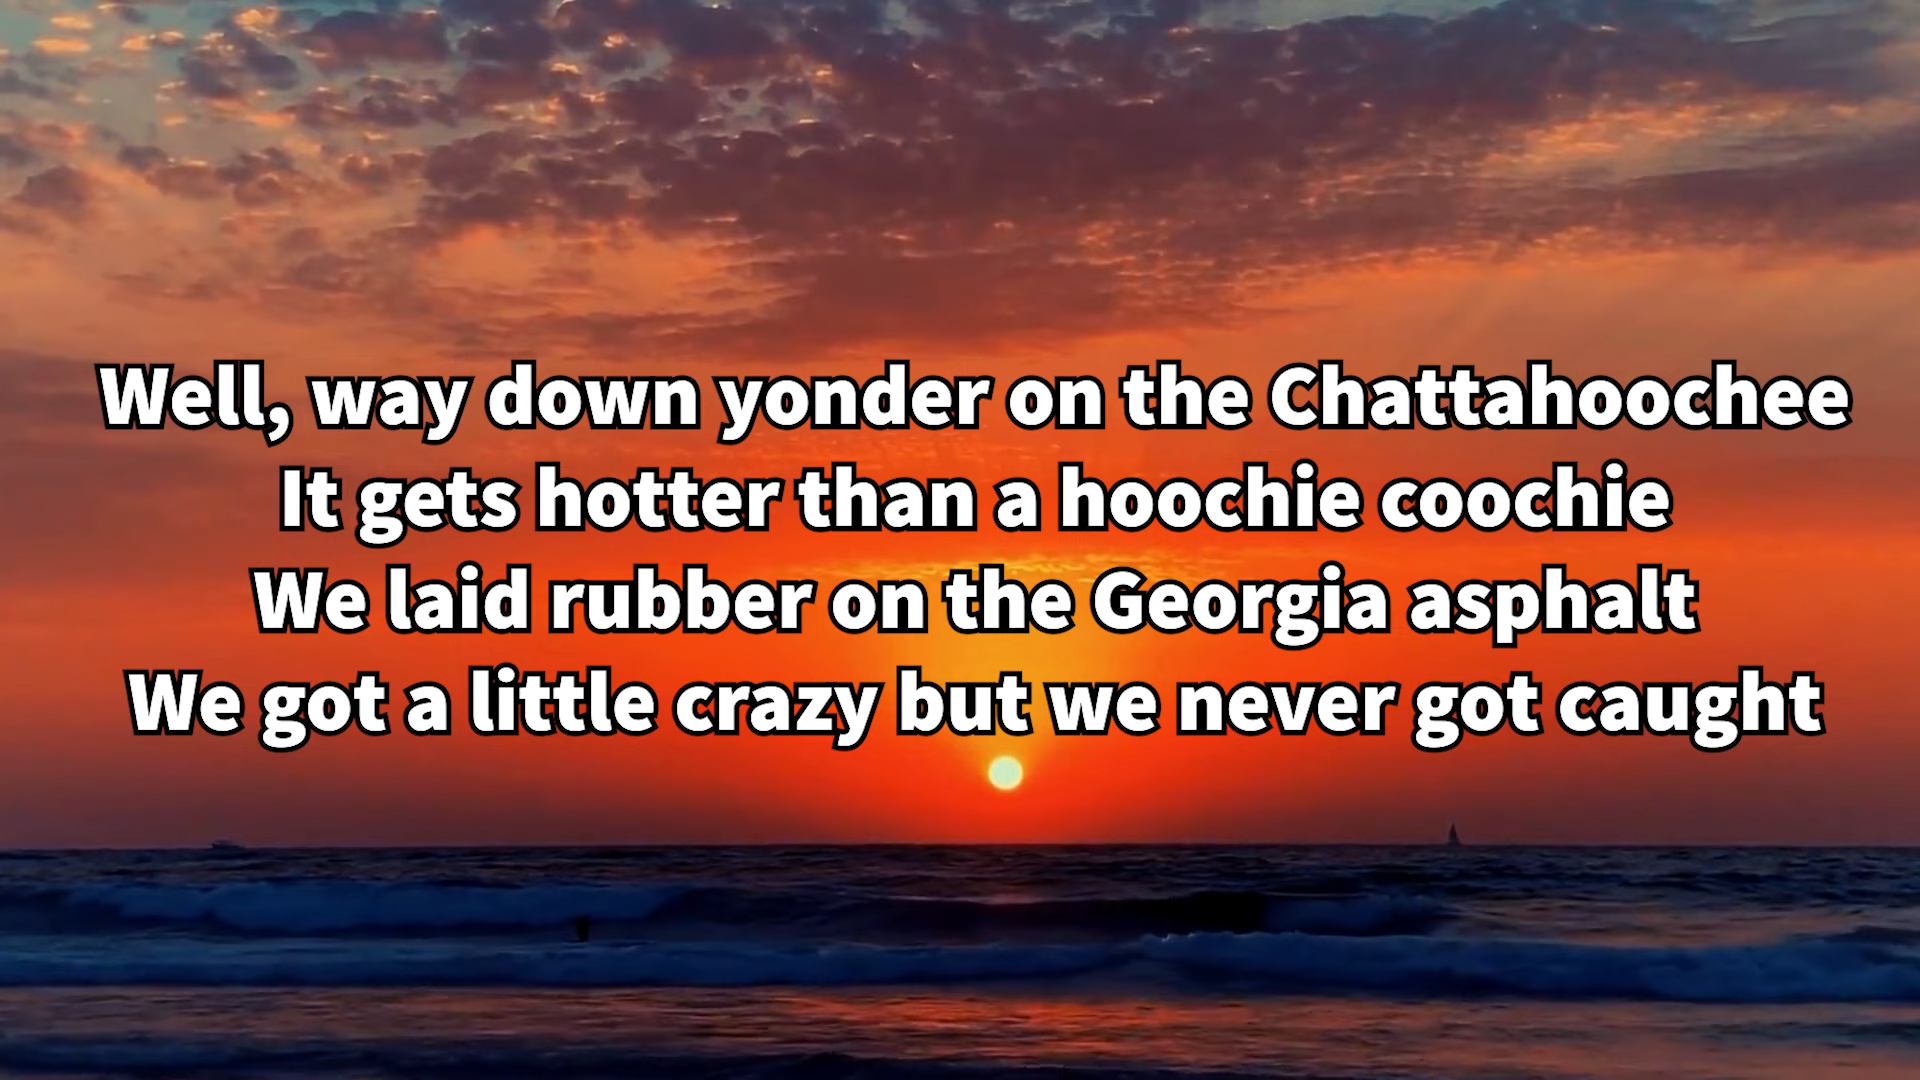 Well, way down yonder on the Chattahoochee
It gets hotter than a hoochie coochie
We laid rubber on the Georgia asphalt
We got a little crazy but we never got caught